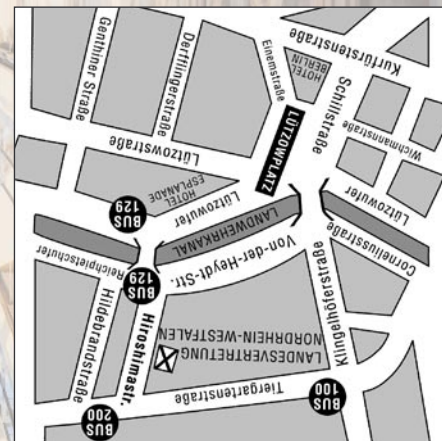 BUS
200
Tiergartenstraße
BUS
100
Hildebrandstraße
Hiroshimastr.
LANDESVERTRETUNG
NORDRHEIN-WESTFALEN
Klingelhöferstraße
BUS
129
Reichpietschufer
Von-der-Heydt-Str.
Corneliusstraße
LANDWEHRKANAL
BUS
129
Lützowufer
Lützowufer
HOTEL
ESPLANADE
LÜTZOWPLATZ
Lützowstraße
Wichmannstraße
Schillstraße
Genthiner Straße
Derfflingerstraße
Einemstraße
HOTEL
BERLIN
Kurfürstenstraße